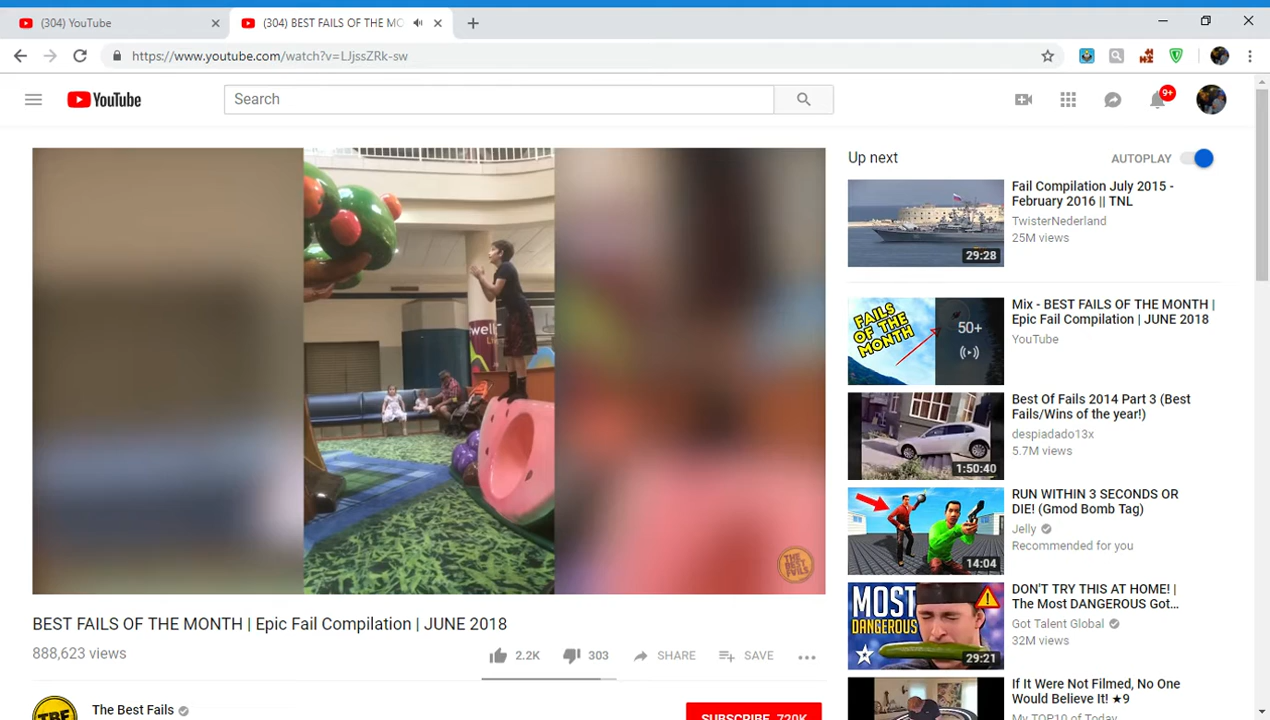 (304) YouTube
(304) BEST FAILS OF THE MO
https://www.youtube.com/watch?v=LJjssZRk-sw
YouTube
Search
9+
Up next
AUTOPLAY
Fail Compilation July 2015 -
February 2016 || TNL
TwisterNederland
25M views
29:28
FAILS
OF THE
MONTH
50+
Mix - BEST FAILS OF THE MONTH |
Epic Fail Compilation | JUNE 2018
YouTube
Best Of Fails 2014 Part 3 (Best
Fails/Wins of the year!)
despiadado13x
5.7M views
1:50:40
RUN WITHIN 3 SECONDS OR
DIE! (Gmod Bomb Tag)
Jelly
Recommended for you
14:04
MOST
DANGEROUS
29:21
DON'T TRY THIS AT HOME! |
The Most DANGEROUS Got...
Got Talent Global
32M views
If It Were Not Filmed, No One
Would Believe It! ★9
My TOP10 of Today
well
THE
BEST
FAILS
BEST FAILS OF THE MONTH | Epic Fail Compilation | JUNE 2018
888,623 views
2.2K
303
SHARE
SAVE
TBF
The Best Fails
SUBSCRIBE 720K